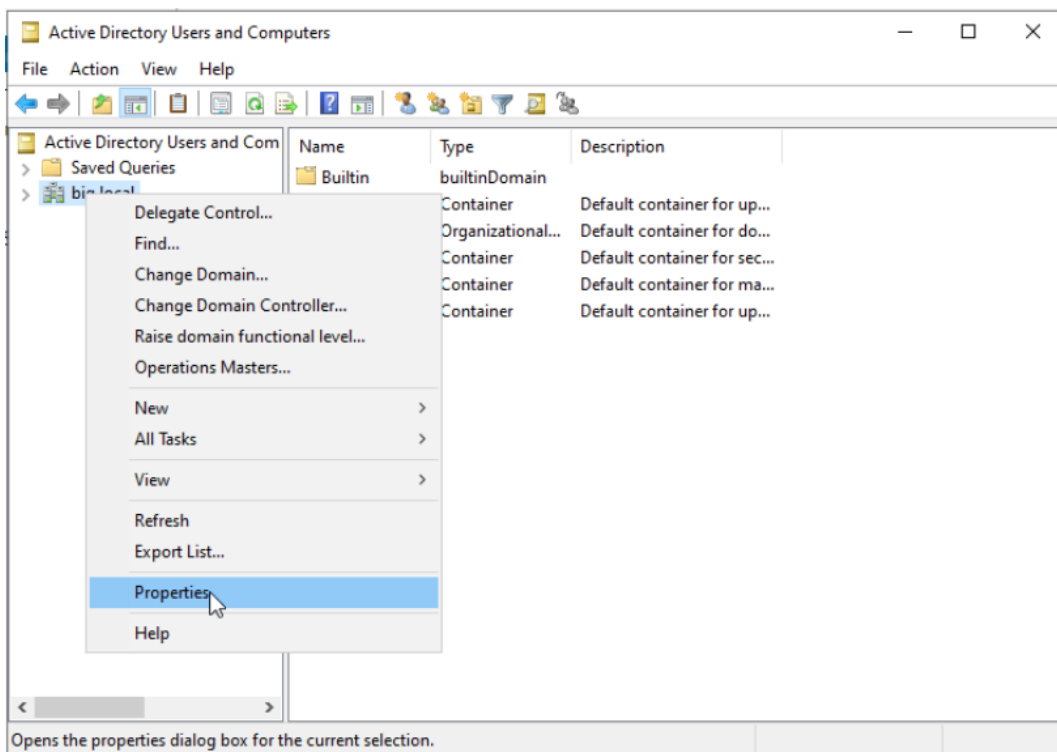 Active Directory Users and Computers
File Action View Help
Active Directory Users and Com
Saved Queries
big.local
Name Type Description
Builtin builtinDomain
Container Default container for up...
Organizational... Default container for do...
Container Default container for sec...
Container Default container for ma...
Container Default container for up...
Delegate Control...
Find...
Change Domain...
Change Domain Controller...
Raise domain functional level...
Operations Masters...
New
All Tasks
View
Refresh
Export List...
Properties
Help
Opens the properties dialog box for the current selection.